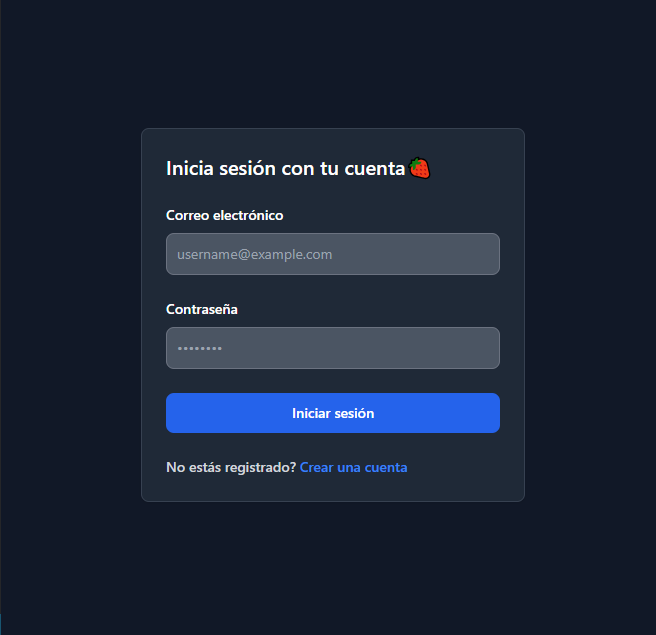 Inicia sesión con tu cuenta🍓
Correo electrónico
username@example.com
Contraseña
••••••••
Iniciar sesión
No estás registrado? Crear una cuenta